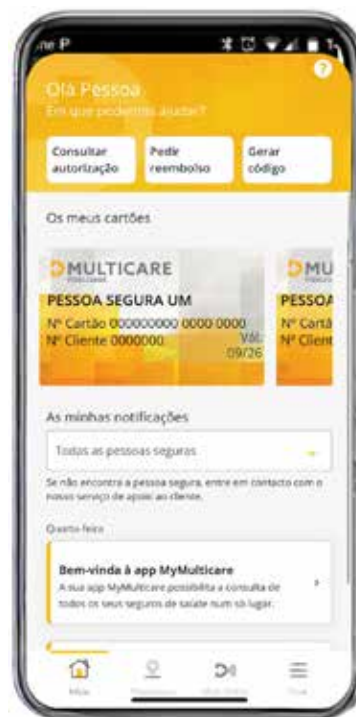 Olá Pessoa
Em que podemos ajudar?
Consultar autorização
Pedir reembolso
Gerar código
Os meus cartões
MULTICARE
PESSOA SEGURA UM
Nº Cartão 000000000 0000 0000
Nº Cliente 0000000
Vál.
09/26
MU
PESSOA
Nº Cartã
Nº Client
As minhas notificações
Todas as pessoas seguras
Se não encontra a pessoa segura, entre em contacto com o
nosso serviço de apoio ao cliente.
Quarta-feira
Bem-vinda à app MyMulticare
A sua app MyMulticare possibilita a consulta de
todos os seus seguros de saúde num só lugar.
Início